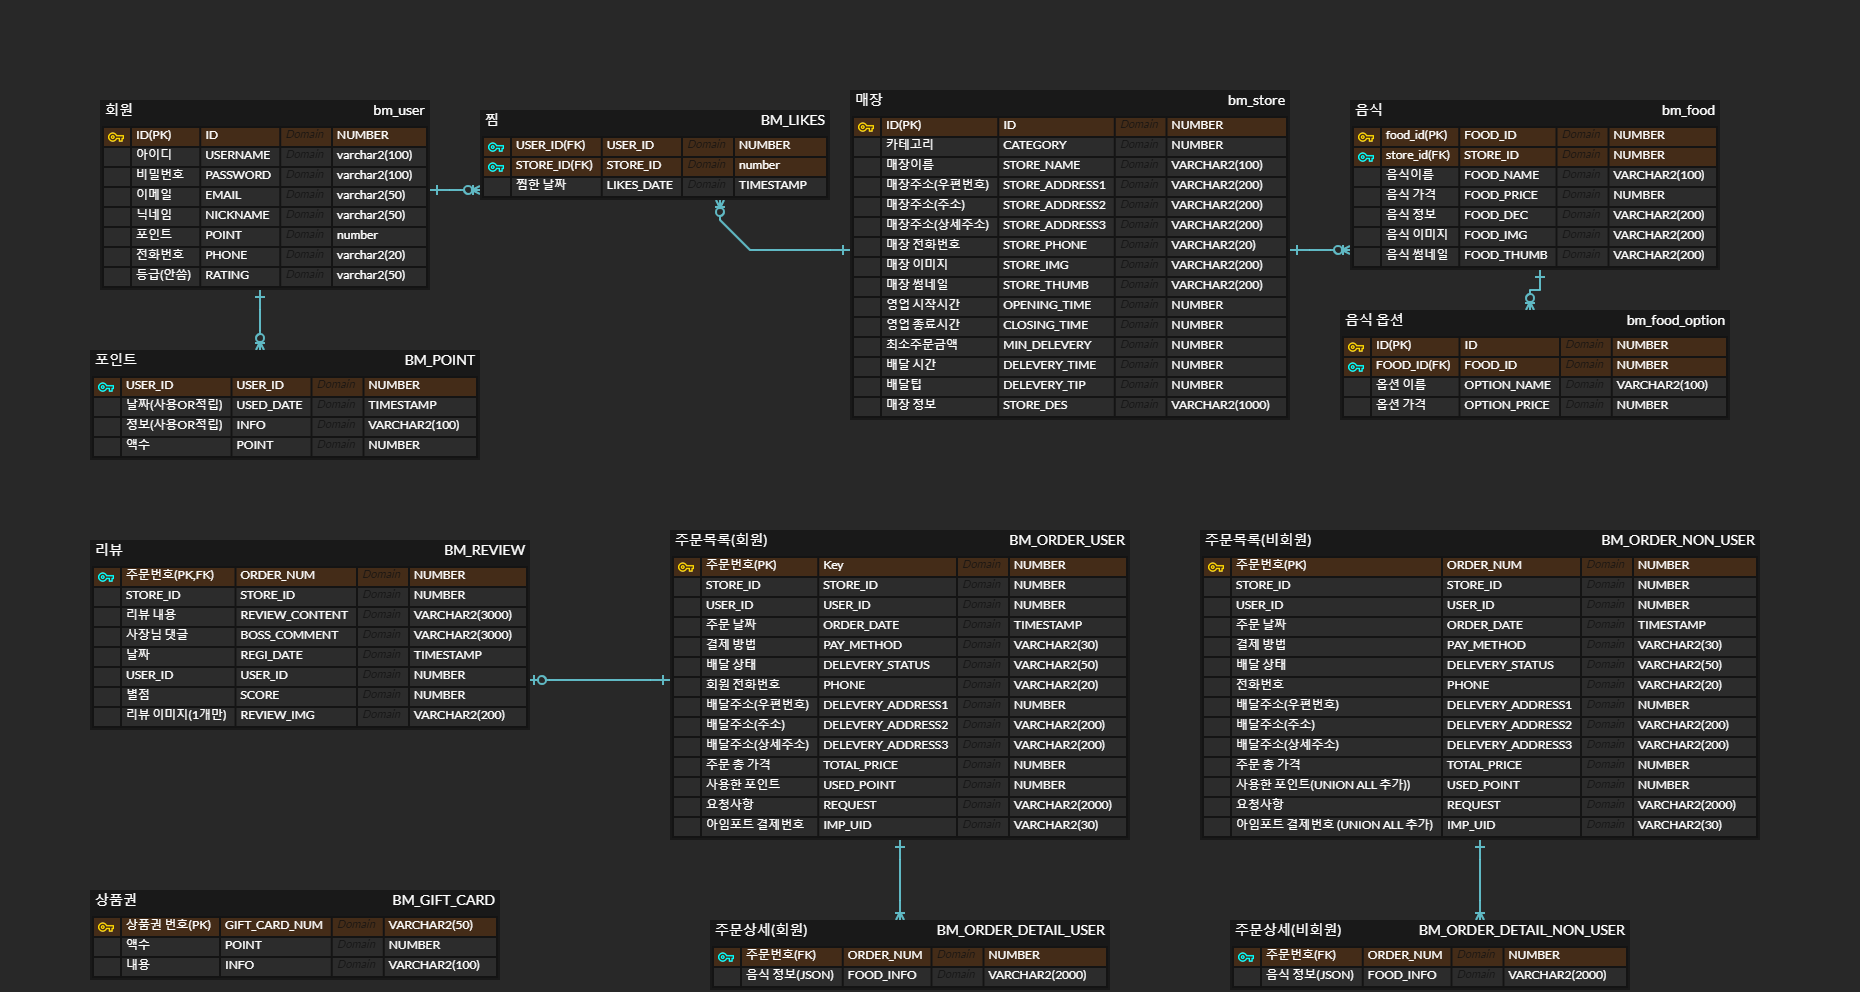 회원 bm_user
ID(PK) ID Domain NUMBER
아이디 USERNAME Domain varchar2(100)
비밀번호 PASSWORD Domain varchar2(100)
이메일 EMAIL Domain varchar2(50)
닉네임 NICKNAME Domain varchar2(50)
포인트 POINT Domain number
전화번호 PHONE Domain varchar2(20)
등급(안씀) RATING Domain varchar2(50)
찜 BM_LIKES
USER_ID(FK) USER_ID Domain NUMBER
STORE_ID(FK) STORE_ID Domain number
찜한 날짜 LIKES_DATE Domain TIMESTAMP
매장 bm_store
ID(PK) ID Domain NUMBER
카테고리 CATEGORY Domain NUMBER
매장이름 STORE_NAME Domain VARCHAR2(100)
매장주소(우편번호) STORE_ADDRESS1 Domain VARCHAR2(200)
매장주소(주소) STORE_ADDRESS2 Domain VARCHAR2(200)
매장주소(상세주소) STORE_ADDRESS3 Domain VARCHAR2(200)
매장 전화번호 STORE_PHONE Domain VARCHAR2(20)
매장 이미지 STORE_IMG Domain VARCHAR2(200)
매장 썸네일 STORE_THUMB Domain VARCHAR2(200)
영업 시작시간 OPENING_TIME Domain NUMBER
영업 종료시간 CLOSING_TIME Domain NUMBER
최소주문금액 MIN_DELEVERY Domain NUMBER
배달 시간 DELEVERY_TIME Domain NUMBER
배달팁 DELEVERY_TIP Domain NUMBER
매장 정보 STORE_DES Domain VARCHAR2(1000)
음식 bm_food
food_id(PK) FOOD_ID Domain NUMBER
store_id(FK) STORE_ID Domain NUMBER
음식이름 FOOD_NAME Domain VARCHAR2(100)
음식 가격 FOOD_PRICE Domain NUMBER
음식 정보 FOOD_DEC Domain VARCHAR2(200)
음식 이미지 FOOD_IMG Domain VARCHAR2(200)
음식 썸네일 FOOD_THUMB Domain VARCHAR2(200)
음식 옵션 bm_food_option
ID(PK) ID Domain NUMBER
FOOD_ID(FK) FOOD_ID Domain NUMBER
옵션 이름 OPTION_NAME Domain VARCHAR2(100)
옵션 가격 OPTION_PRICE Domain NUMBER
포인트 BM_POINT
USER_ID USER_ID Domain NUMBER
날짜(사용OR적립) USED_DATE Domain TIMESTAMP
정보(사용OR적립) INFO Domain VARCHAR2(100)
액수 POINT Domain NUMBER
리뷰 BM_REVIEW
주문번호(PK,FK) ORDER_NUM Domain NUMBER
STORE_ID STORE_ID Domain NUMBER
리뷰 내용 REVIEW_CONTENT Domain VARCHAR2(3000)
사장님 댓글 BOSS_COMMENT Domain VARCHAR2(3000)
날짜 REGI_DATE Domain TIMESTAMP
USER_ID USER_ID Domain NUMBER
별점 SCORE Domain NUMBER
리뷰 이미지(1개만) REVIEW_IMG Domain VARCHAR2(200)
주문목록(회원) BM_ORDER_USER
주문번호(PK) Key Domain NUMBER
STORE_ID STORE_ID Domain NUMBER
USER_ID USER_ID Domain NUMBER
주문 날짜 ORDER_DATE Domain TIMESTAMP
결제 방법 PAY_METHOD Domain VARCHAR2(30)
배달 상태 DELEVERY_STATUS Domain VARCHAR2(50)
회원 전화번호 PHONE Domain VARCHAR2(20)
배달주소(우편번호) DELEVERY_ADDRESS1 Domain NUMBER
배달주소(주소) DELEVERY_ADDRESS2 Domain VARCHAR2(200)
배달주소(상세주소) DELEVERY_ADDRESS3 Domain VARCHAR2(200)
주문 총 가격 TOTAL_PRICE Domain NUMBER
사용한 포인트 USED_POINT Domain NUMBER
요청사항 REQUEST Domain VARCHAR2(2000)
아임포트 결제번호 IMP_UID Domain VARCHAR2(30)
주문목록(비회원) BM_ORDER_NON_USER
주문번호(PK) ORDER_NUM Domain NUMBER
STORE_ID STORE_ID Domain NUMBER
USER_ID USER_ID Domain NUMBER
주문 날짜 ORDER_DATE Domain TIMESTAMP
결제 방법 PAY_METHOD Domain VARCHAR2(30)
배달 상태 DELEVERY_STATUS Domain VARCHAR2(50)
전화번호 PHONE Domain VARCHAR2(20)
배달주소(우편번호) DELEVERY_ADDRESS1 Domain NUMBER
배달주소(주소) DELEVERY_ADDRESS2 Domain VARCHAR2(200)
배달주소(상세주소) DELEVERY_ADDRESS3 Domain VARCHAR2(200)
주문 총 가격 TOTAL_PRICE Domain NUMBER
사용한 포인트(UNION ALL 추가)) USED_POINT Domain NUMBER
요청사항 REQUEST Domain VARCHAR2(2000)
아임포트 결제번호 (UNION ALL 추가) IMP_UID Domain VARCHAR2(30)
상품권 BM_GIFT_CARD
상품권 번호(PK) GIFT_CARD_NUM Domain VARCHAR2(50)
액수 POINT Domain NUMBER
내용 INFO Domain VARCHAR2(100)
주문상세(회원) BM_ORDER_DETAIL_USER
주문번호(FK) ORDER_NUM Domain NUMBER
음식 정보(JSON) FOOD_INFO Domain VARCHAR2(2000)
주문상세(비회원) BM_ORDER_DETAIL_NON_USER
주문번호(FK) ORDER_NUM Domain NUMBER
음식 정보(JSON) FOOD_INFO Domain VARCHAR2(2000)